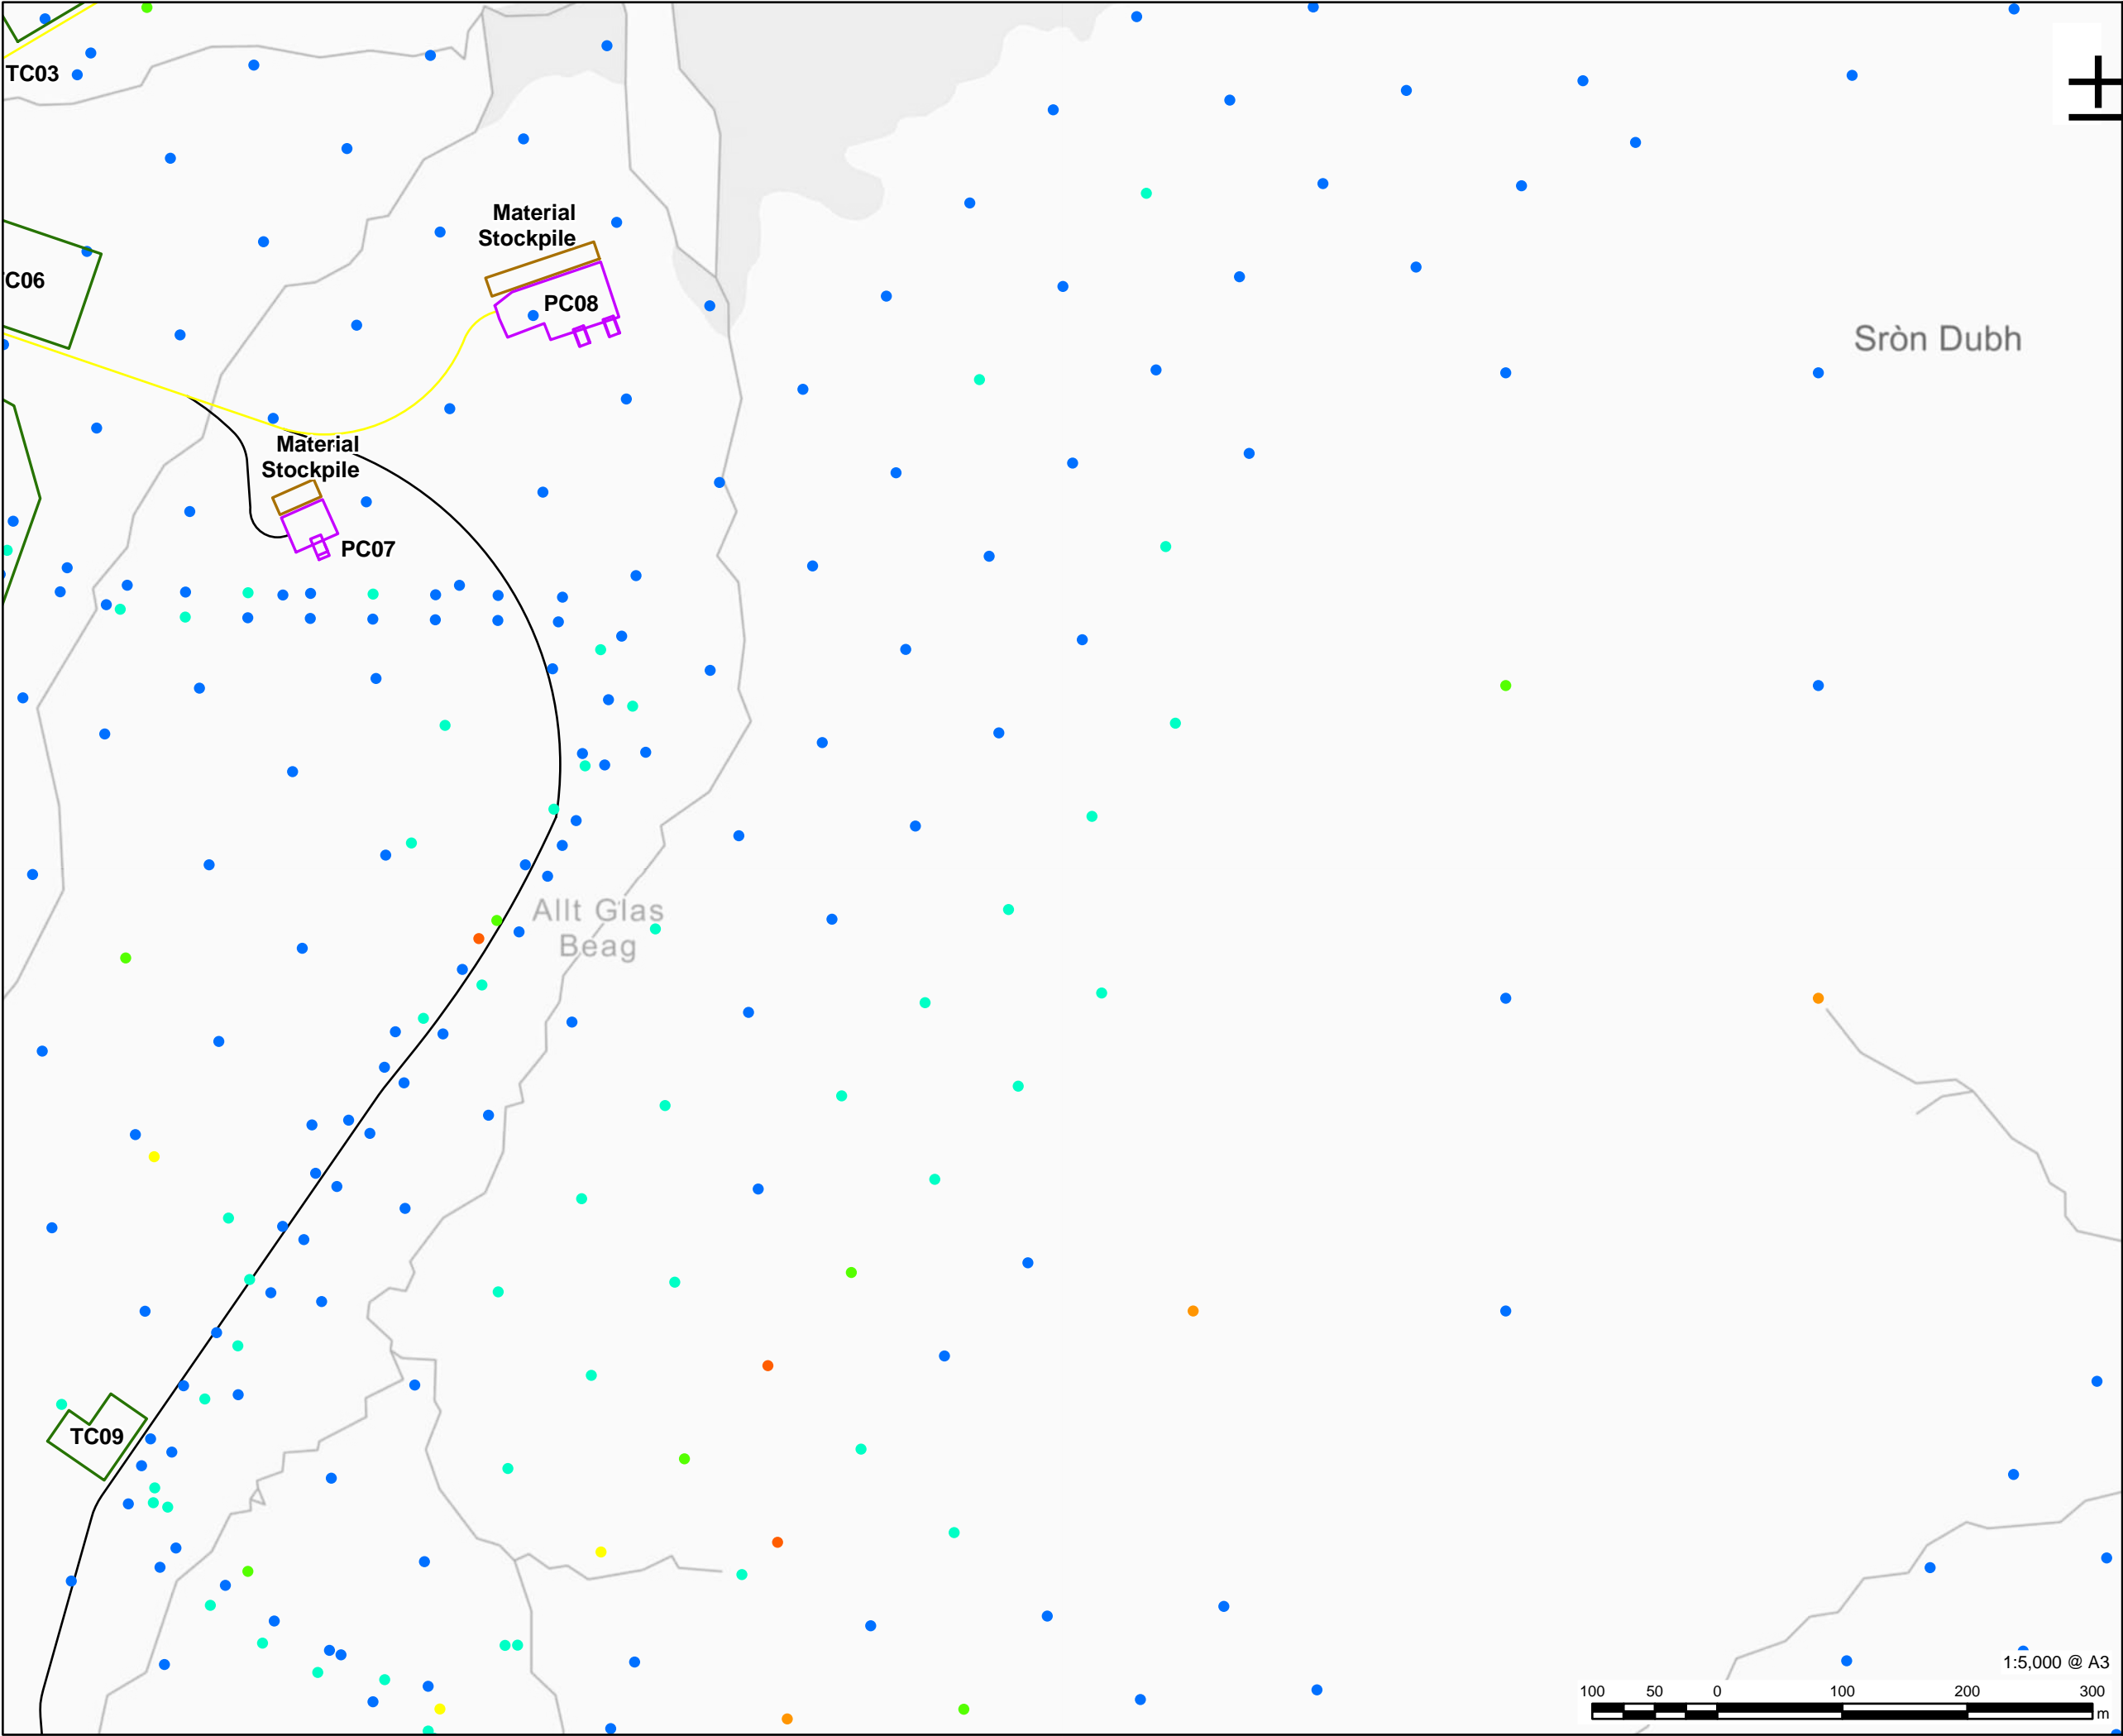 TC03
Material
Stockpile
C06
PC08
Sròn Dubh
Material
Stockpile
PC07
Allt Glas
Beag
TC09
1:5,000 @ A3
100 50 0 100 200 300
m